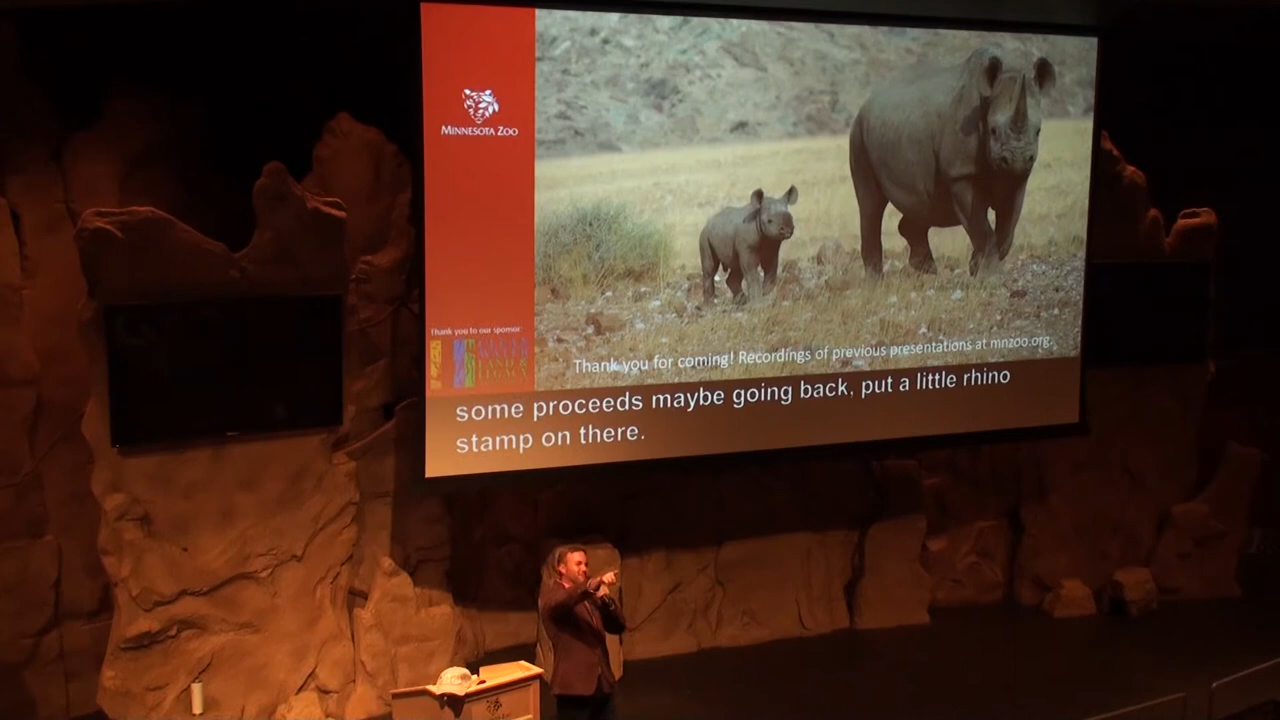 MINNESOTA ZOO
Thank you to our sponsor:
Thank you for coming! Recordings of previous presentations at mnzoo.org.
some proceeds maybe going back, put a little rhino
stamp on there.